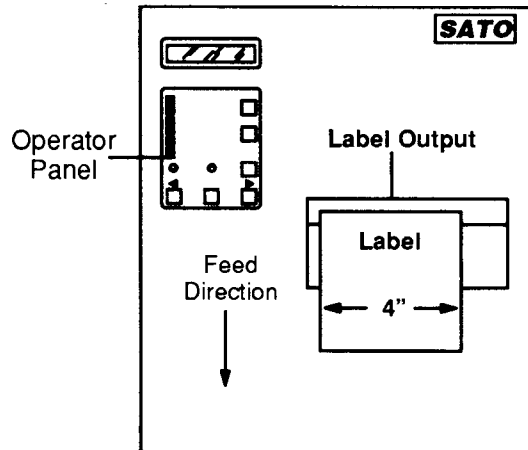 SATO
Operator
Panel
Label Output
Label
4”
Feed
Direction